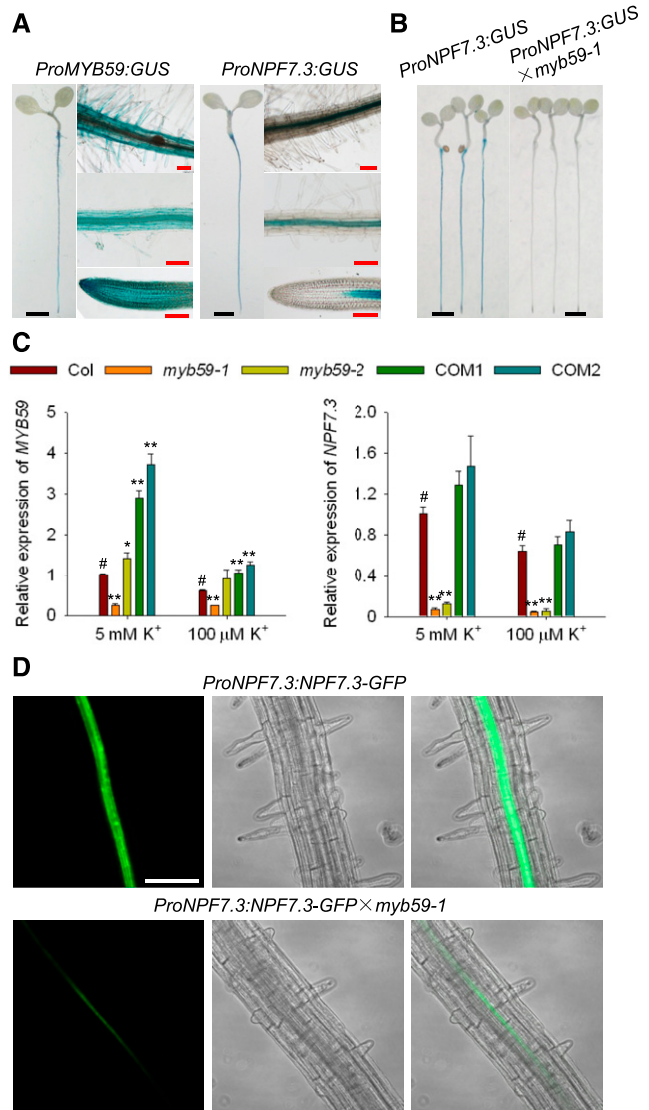 A
B
ProMYB59:GUS
ProNPF7.3:GUS
ProNPF7.3:GUS
ProNPF7.3:GUS
×myb59-1
C
Col
myb59-1
myb59-2
COM1
COM2
Relative expression of MYB59
5
4
3
2
1
0
#
**
*
**
**
#
**
**
**
5 mM K+
100 μM K+
Relative expression of NPF7.3
2.0
1.6
1.2
0.8
0.4
0
#
**
**
#
**
**
5 mM K+
100 μM K+
D
ProNPF7.3:NPF7.3-GFP
ProNPF7.3:NPF7.3-GFP×myb59-1